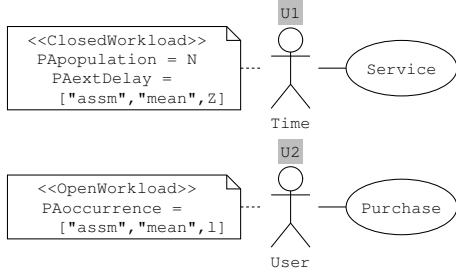 U1
<<ClosedWorkload>>
PApopulation = N
PAextDelay =
["assm","mean",Z]
Service
Time
U2
<<OpenWorkload>>
PAoccurrence =
["assm","mean",l]
Purchase
User